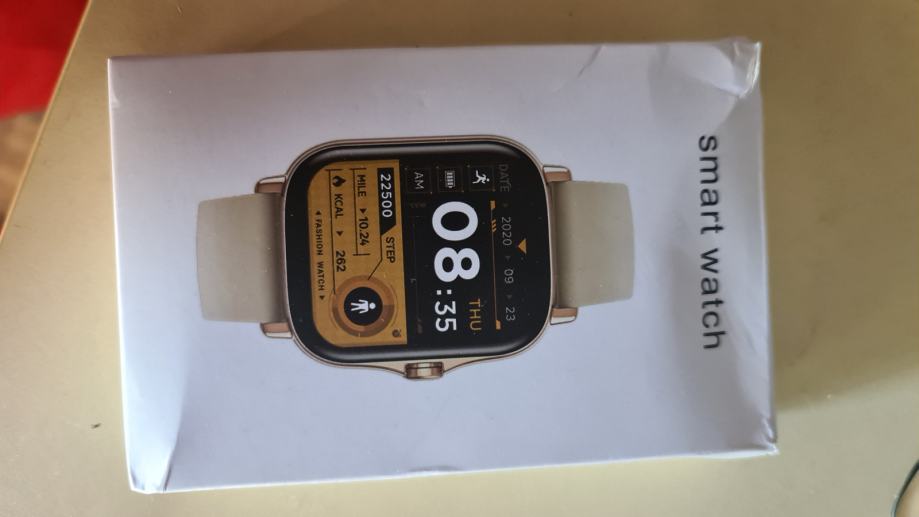 smart watch
DATE ▸ 2020 ▸ 09 ▸ 23
THU
AM 08:35
22500 STEP
MILE ▸ 10.24
KCAL ▸ 262
◂ FASHION WATCH ▸